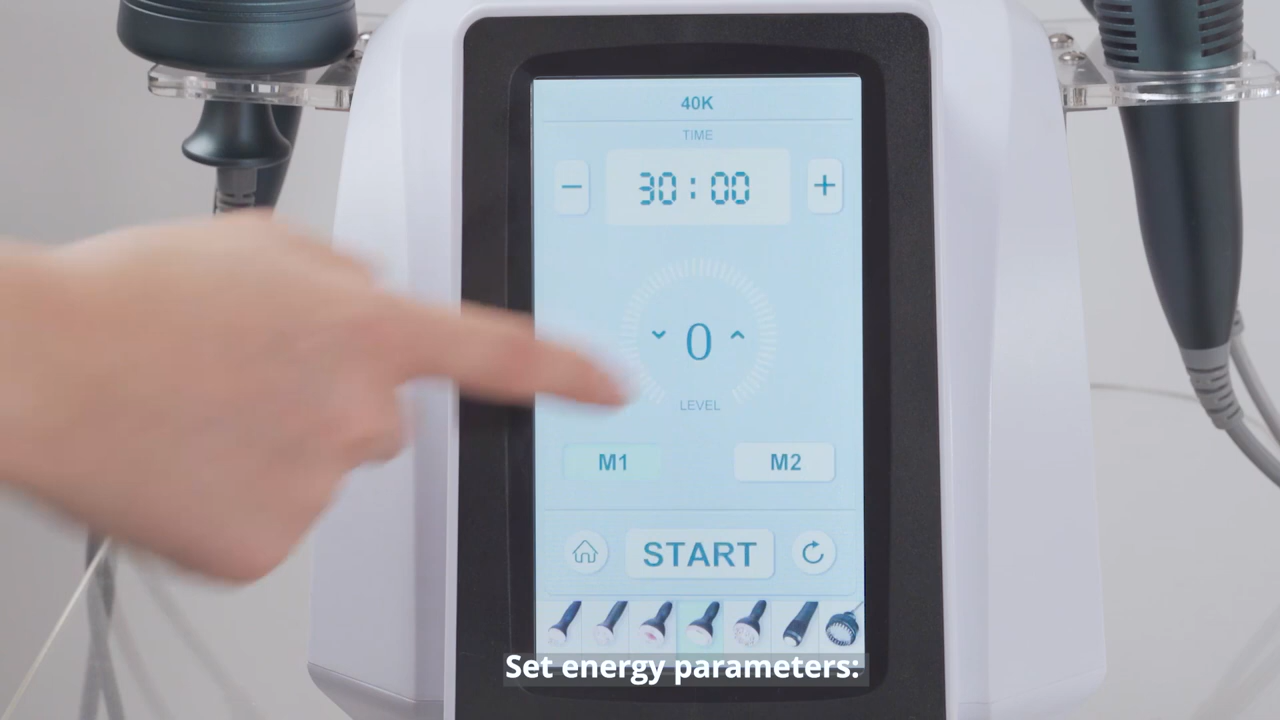 40K
TIME
− 30:00 +
0
LEVEL
M1 M2
START
Set energy parameters: